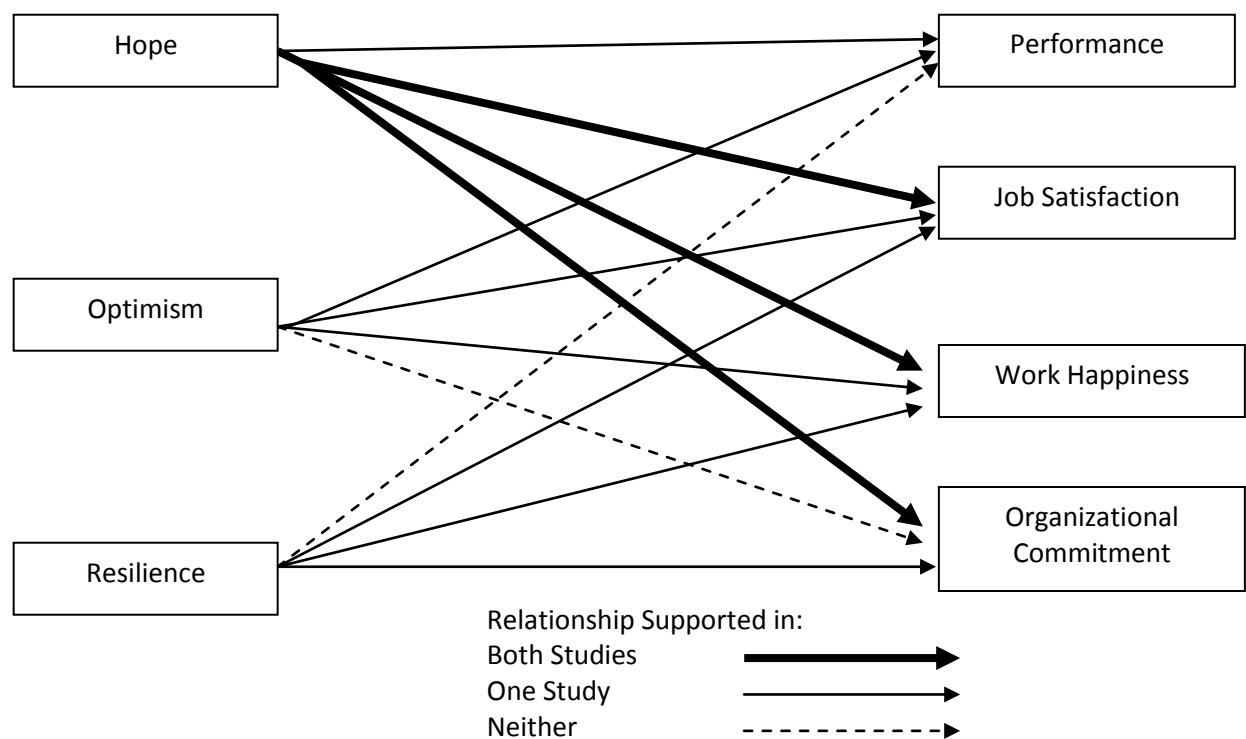 Hope
Performance
Job Satisfaction
Optimism
Work Happiness
Organizational
Commitment
Resilience
Relationship Supported in:
Both Studies
One Study
Neither